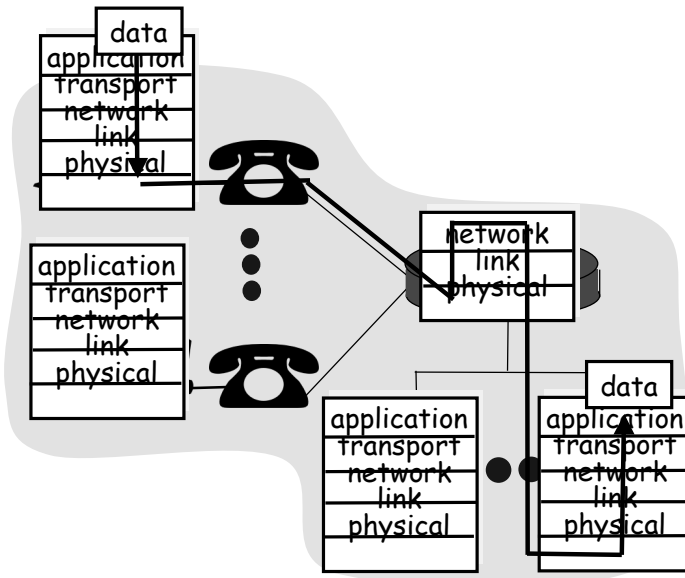 data
application
transport
network
link
physical
application
transport
network
link
physical
network
link
physical
data
application
transport
network
link
physical
application
transport
network
link
physical